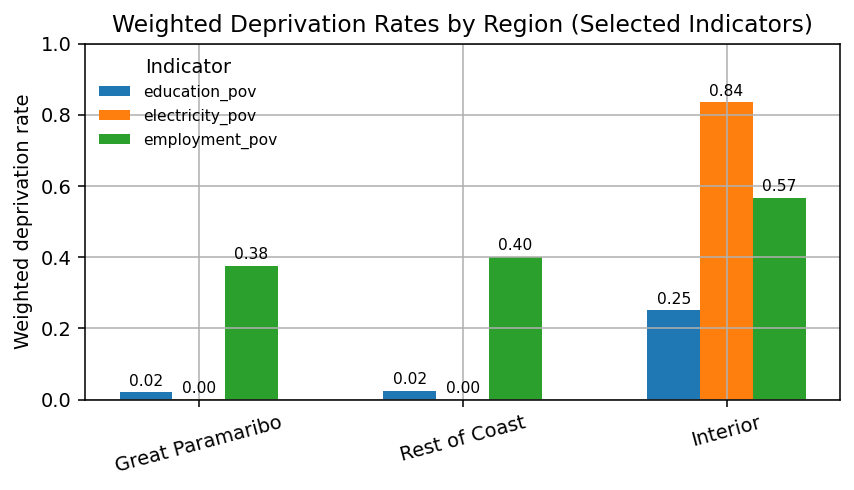 Weighted Deprivation Rates by Region (Selected Indicators)
Weighted deprivation rate
1.0
0.8
0.6
0.4
0.2
0.0
Indicator
education_pov
electricity_pov
employment_pov
0.02
0.00
0.38
0.02
0.00
0.40
0.25
0.84
0.57
Great Paramaribo
Rest of Coast
Interior